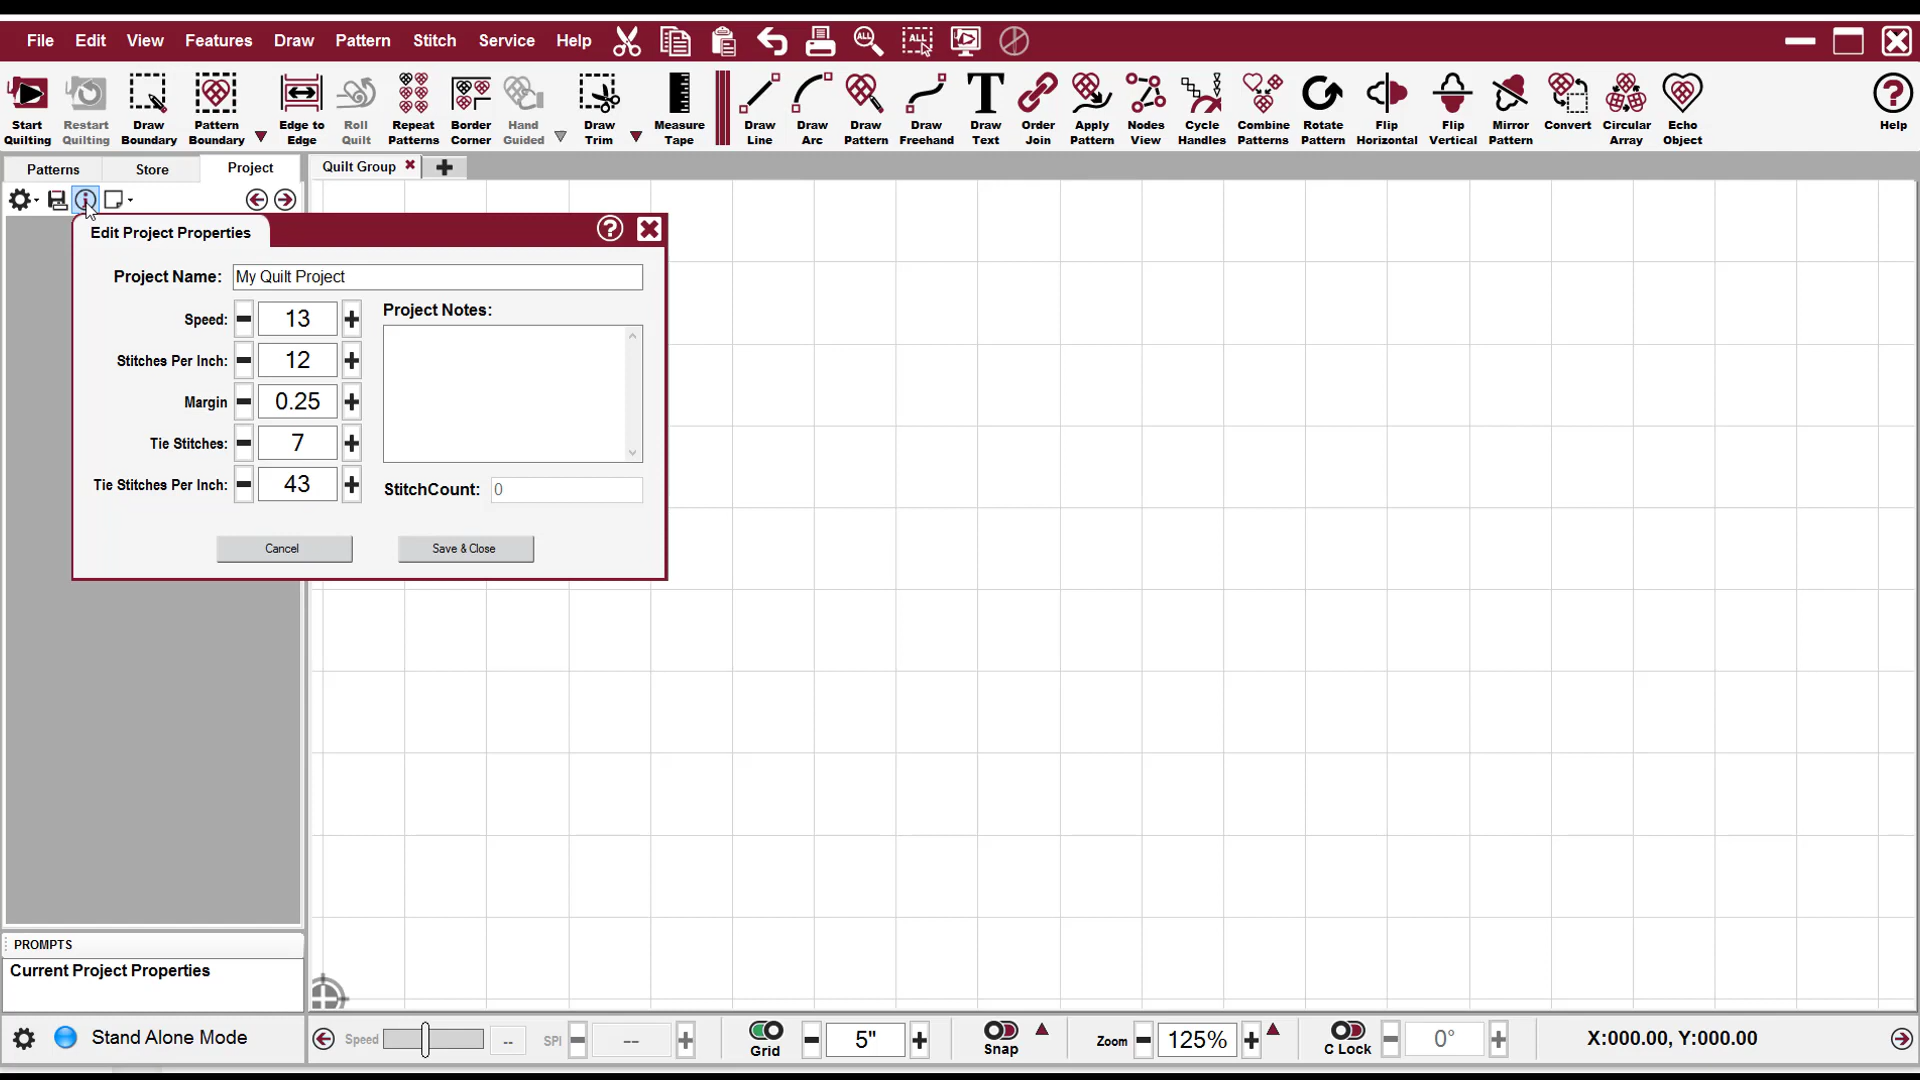 File Edit View Features Draw Pattern Stitch Service Help ALL ALL
Start Quilting
Restart Quilting
Draw Boundary
Pattern Boundary
Edge to Edge
Roll Quilt
Repeat Patterns
Border Corner
Hand Guided
Draw Trim
Measure Tape
Draw Line
Draw Arc
Draw Pattern
Draw Freehand
Draw Text
Order Join
Apply Pattern
Nodes View
Cycle Handles
Combine Patterns
Rotate Pattern
Flip Horizontal
Flip Vertical
Mirror Pattern
Convert
Circular Array
Echo Object
Help
Patterns Store Project
Quilt Group
Edit Project Properties
Project Name: My Quilt Project
Speed: 13
Project Notes:
Stitches Per Inch: 12
Margin 0.25
Tie Stitches: 7
Tie Stitches Per Inch: 43
StitchCount: 0
Cancel Save & Close
PROMPTS
Current Project Properties
Stand Alone Mode
Speed --
SPI --
Grid 5"
Snap
Zoom 125%
C Lock 0°
X:000.00, Y:000.00